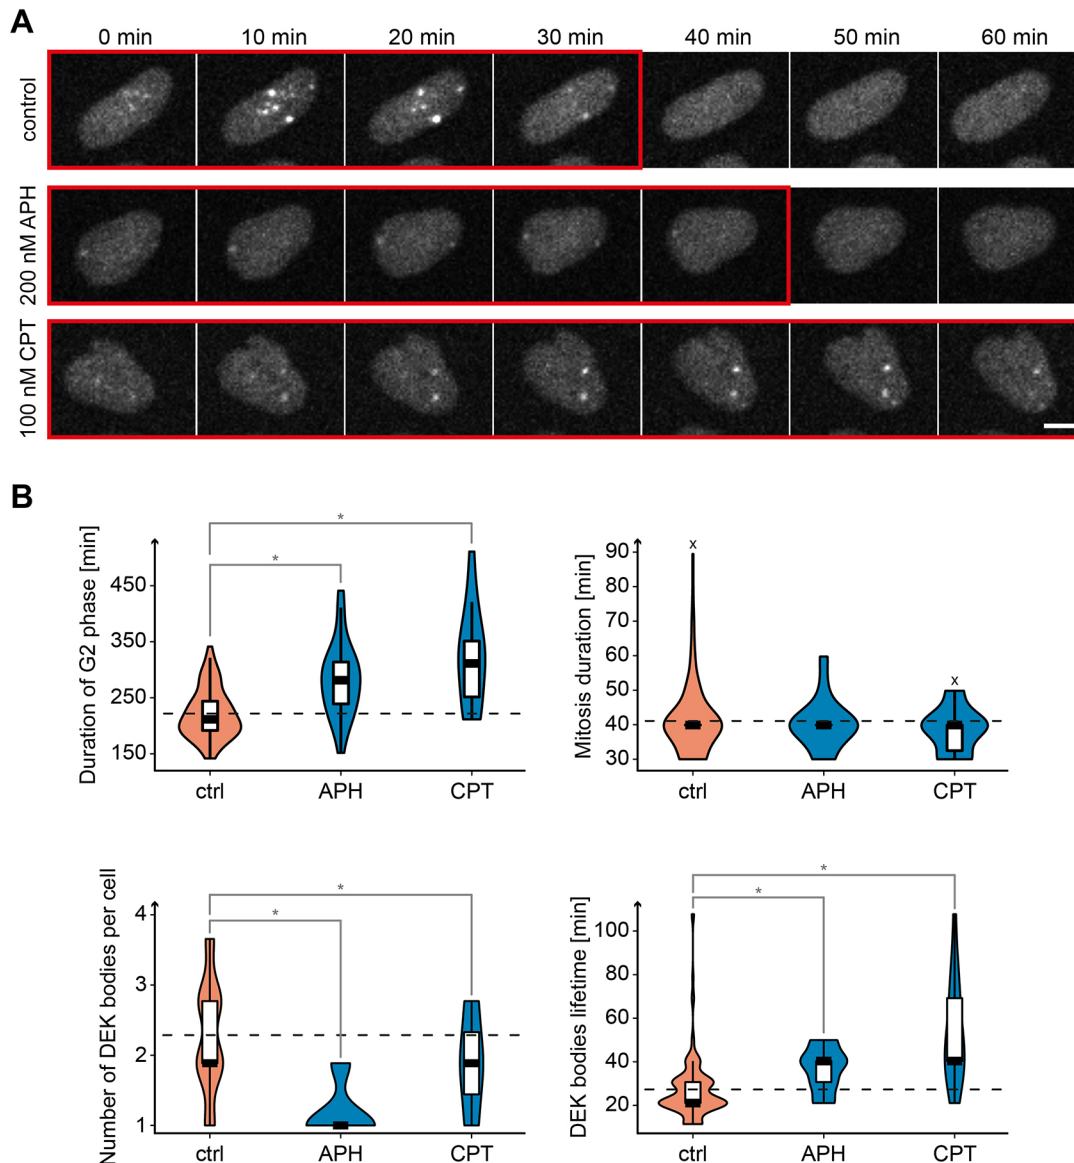 A
0 min 10 min 20 min 30 min 40 min 50 min 60 min
control
200 nM APH
100 nM CPT
B
Duration of G2 phase [min]
450
350
250
150
*
*
ctrl APH CPT
Mitosis duration [min]
90
80
70
60
50
40
30
x
x
ctrl APH CPT
Number of DEK bodies per cell
4
3
2
1
*
*
ctrl APH CPT
DEK bodies lifetime [min]
100
80
60
40
20
*
*
ctrl APH CPT